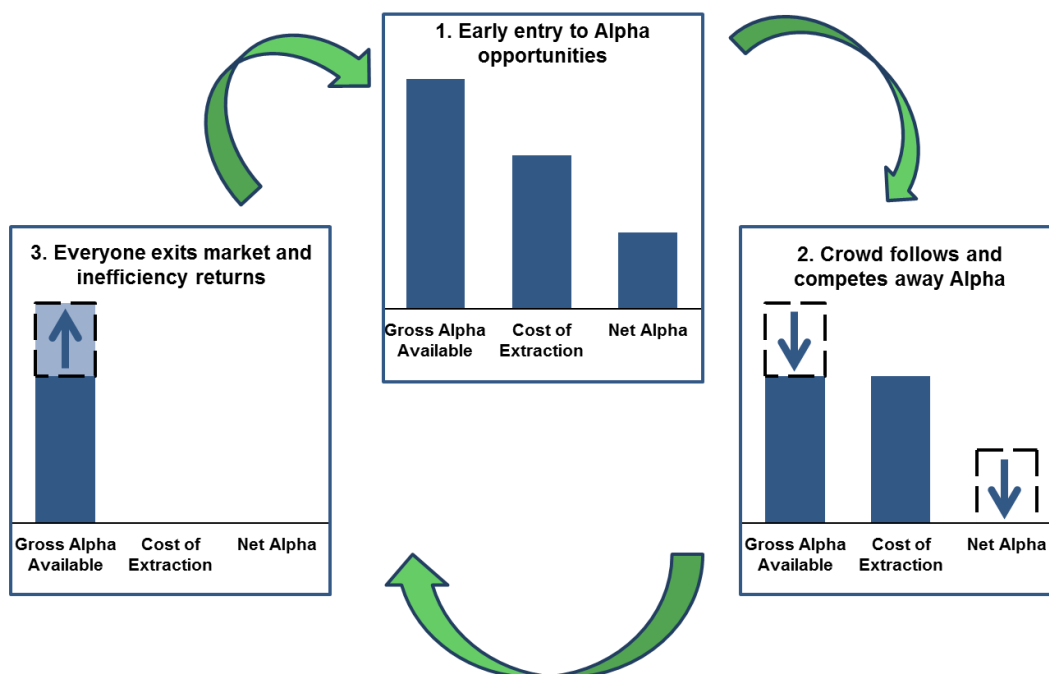 1. Early entry to Alpha
opportunities
Gross Alpha
Available
Cost of
Extraction
Net Alpha
2. Crowd follows and
competes away Alpha
Gross Alpha
Available
Cost of
Extraction
Net Alpha
3. Everyone exits market and
inefficiency returns
Gross Alpha
Available
Cost of
Extraction
Net Alpha